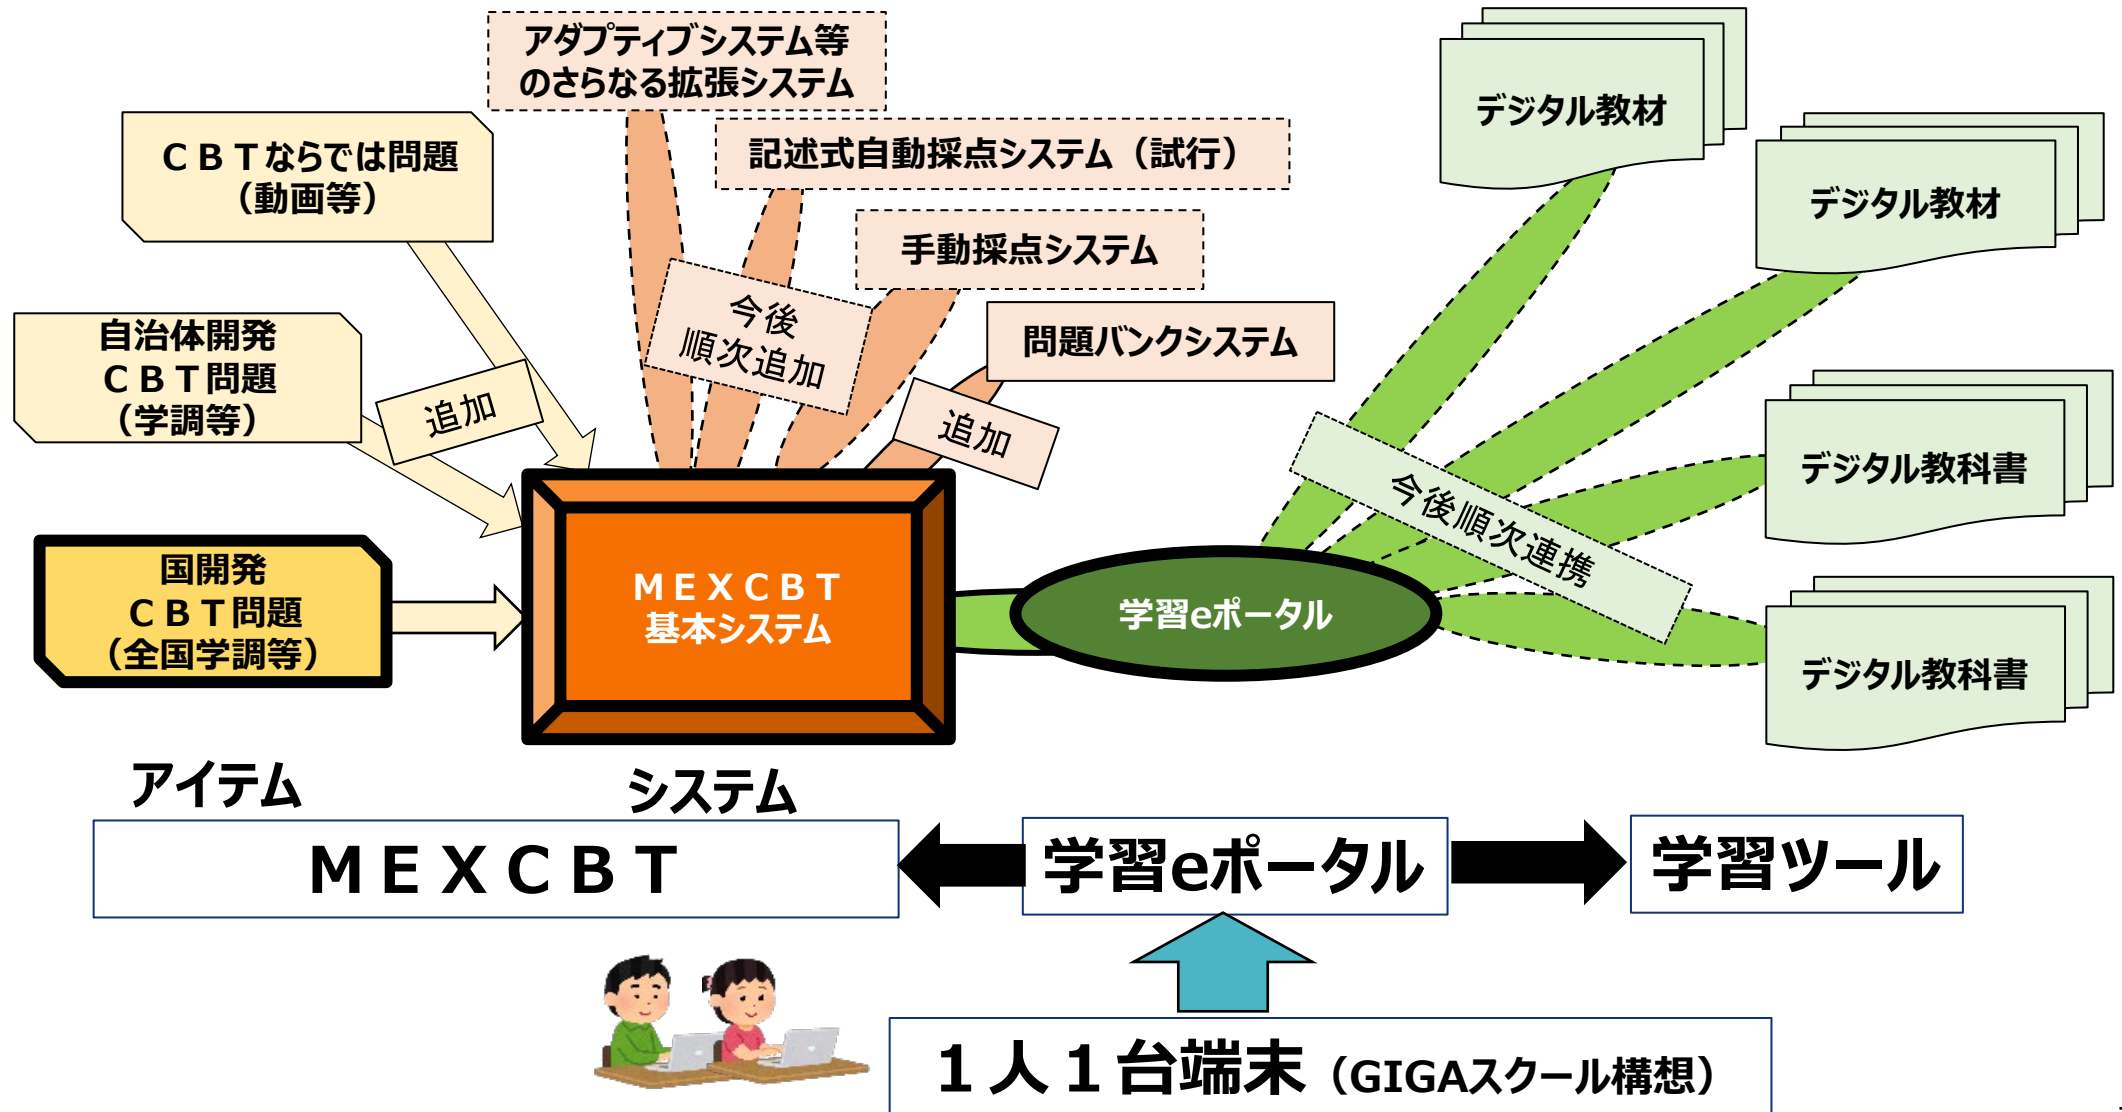 アダプティブシステム等
のさらなる拡張システム
ＣＢＴならでは問題
（動画等）
記述式自動採点システム（試行）
手動採点システム
問題バンクシステム
今後
順次追加
追加
自治体開発
ＣＢＴ問題
（学調等）
追加
国開発
ＣＢＴ問題
（全国学調等）
ＭＥＸＣＢＴ
基本システム
学習eポータル
今後順次連携
デジタル教材
デジタル教材
デジタル教科書
デジタル教科書
アイテム
システム
ＭＥＸＣＢＴ
学習eポータル
学習ツール
１人１台端末（GIGAスクール構想）